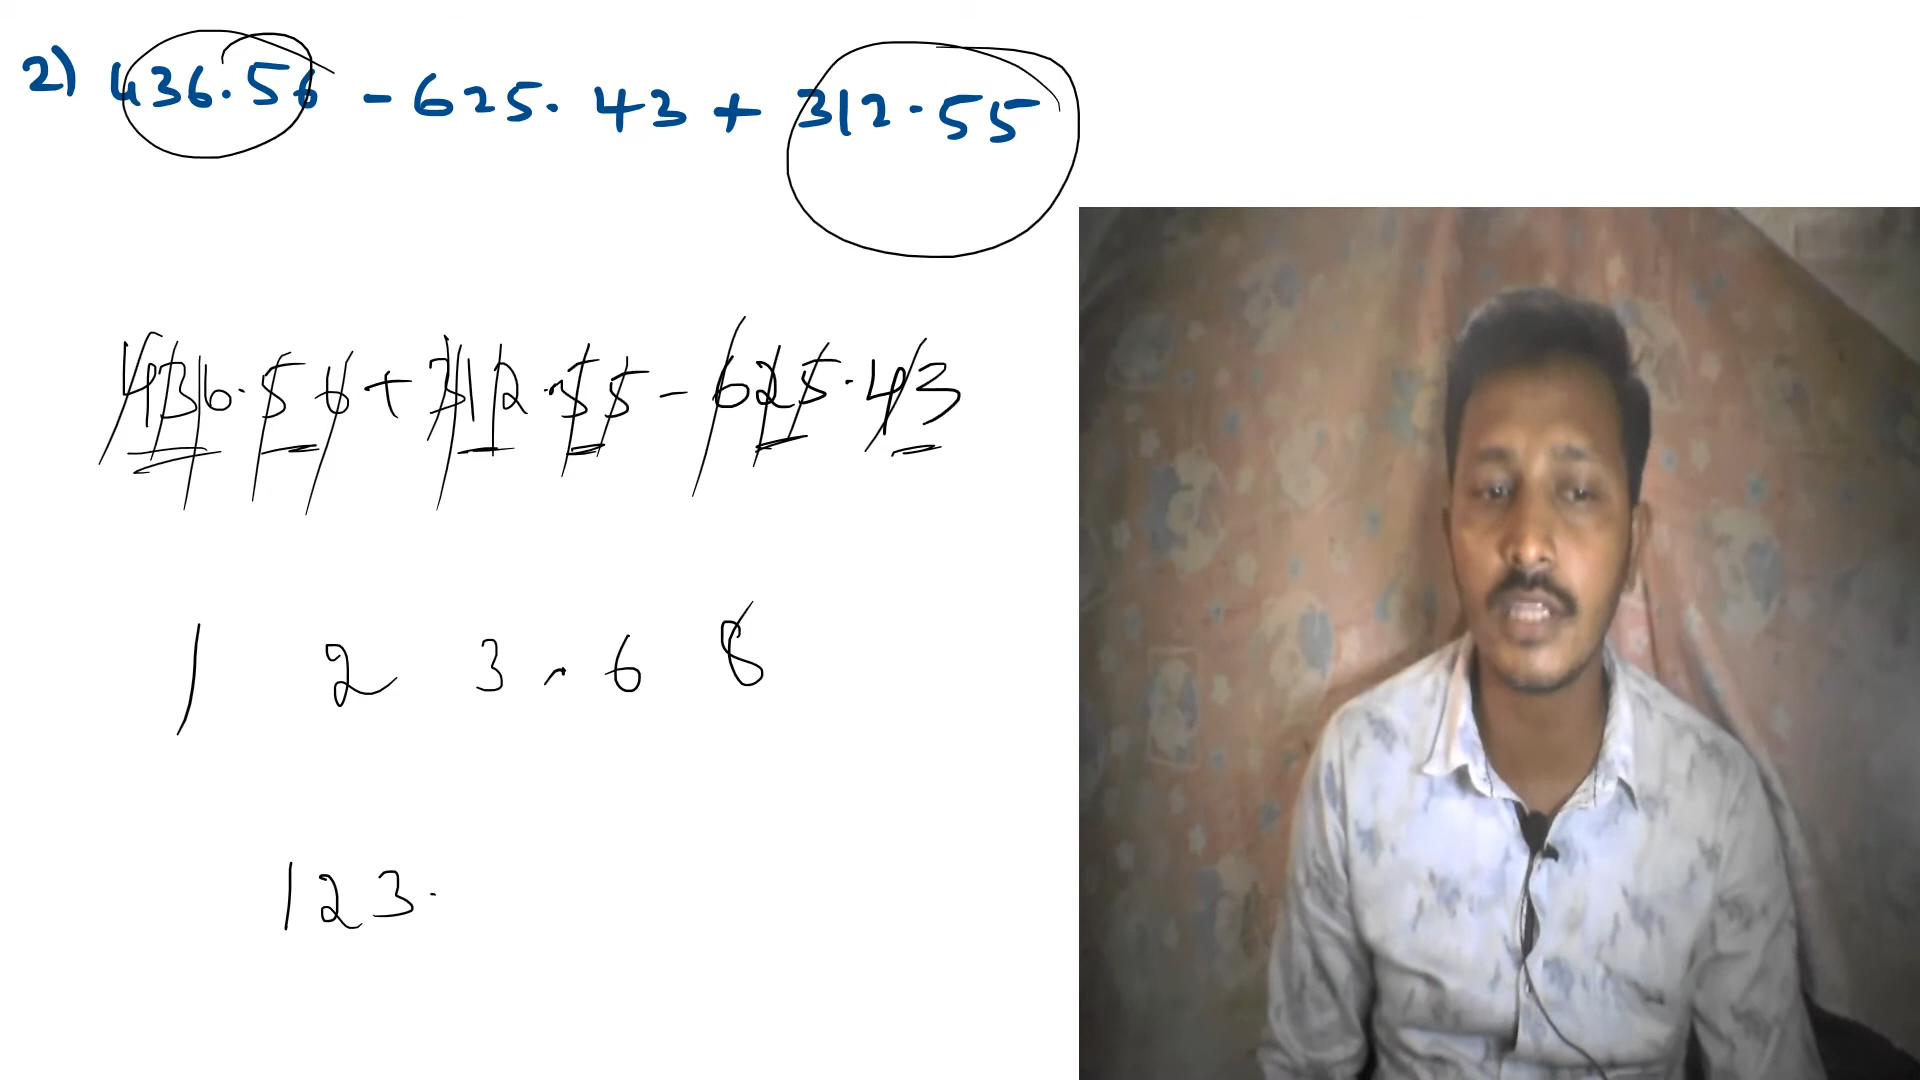 2) 436.56 - 625.43 + 312.55
436.56 + 312.55 - 625.43
1 2 3 . 6 8
123.